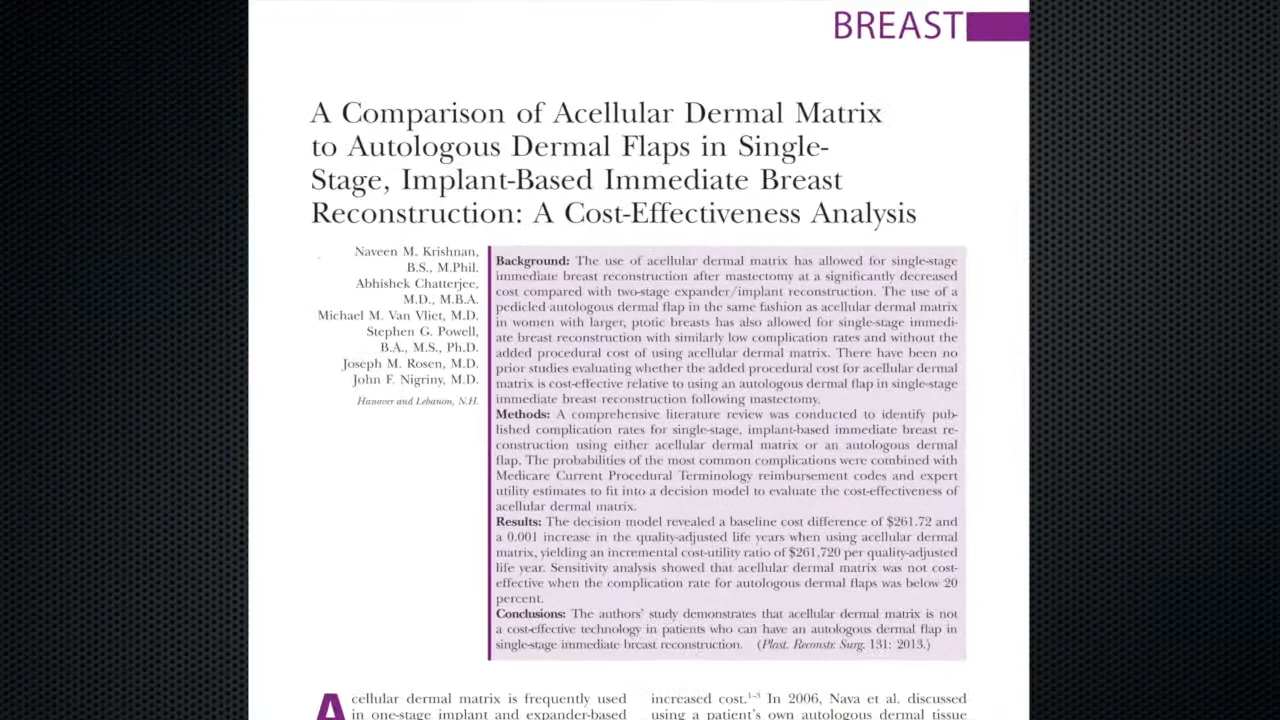 BREAST
A Comparison of Acellular Dermal Matrix
to Autologous Dermal Flaps in Single-
Stage, Implant-Based Immediate Breast
Reconstruction: A Cost-Effectiveness Analysis
Naveen M. Krishnan,
B.S., M.Phil.
Abhishek Chatterjee,
M.D., M.B.A.
Michael M. Van Vliet, M.D.
Stephen G. Powell,
B.A., M.S., Ph.D.
Joseph M. Rosen, M.D.
John F. Nigriny, M.D.
Hanover and Lebanon, N.H.
Background: The use of acellular dermal matrix has allowed for single-stage
immediate breast reconstruction after mastectomy at a significantly decreased
cost compared with two-stage expander/implant reconstruction. The use of a
pedicled autologous dermal flap in the same fashion as acellular dermal matrix
in women with larger, ptotic breasts has also allowed for single-stage immedi-
ate breast reconstruction with similarly low complication rates and without the
added procedural cost of using acellular dermal matrix. There have been no
prior studies evaluating whether the added procedural cost for acellular dermal
matrix is cost-effective relative to using an autologous dermal flap in single-stage
immediate breast reconstruction following mastectomy.
Methods: A comprehensive literature review was conducted to identify pub-
lished complication rates for single-stage, implant-based immediate breast re-
construction using either acellular dermal matrix or an autologous dermal
flap. The probabilities of the most common complications were combined with
Medicare Current Procedural Terminology reimbursement codes and expert
utility estimates to fit into a decision model to evaluate the cost-effectiveness of
acellular dermal matrix.
Results: The decision model revealed a baseline cost difference of $261.72 and
a 0.001 increase in the quality-adjusted life years when using acellular dermal
matrix, yielding an incremental cost-utility ratio of $261,720 per quality-adjusted
life year. Sensitivity analysis showed that acellular dermal matrix was not cost-
effective when the complication rate for autologous dermal flaps was below 20
percent.
Conclusions: The authors' study demonstrates that acellular dermal matrix is not
a cost-effective technology in patients who can have an autologous dermal flap in
single-stage immediate breast reconstruction. (Plast. Reconstr. Surg. 131: 2013.)
Acellular dermal matrix is frequently used
in one-stage implant and expander-based
increased cost.1–3 In 2006, Nava et al. discussed
using a patient's own autologous dermal tissue